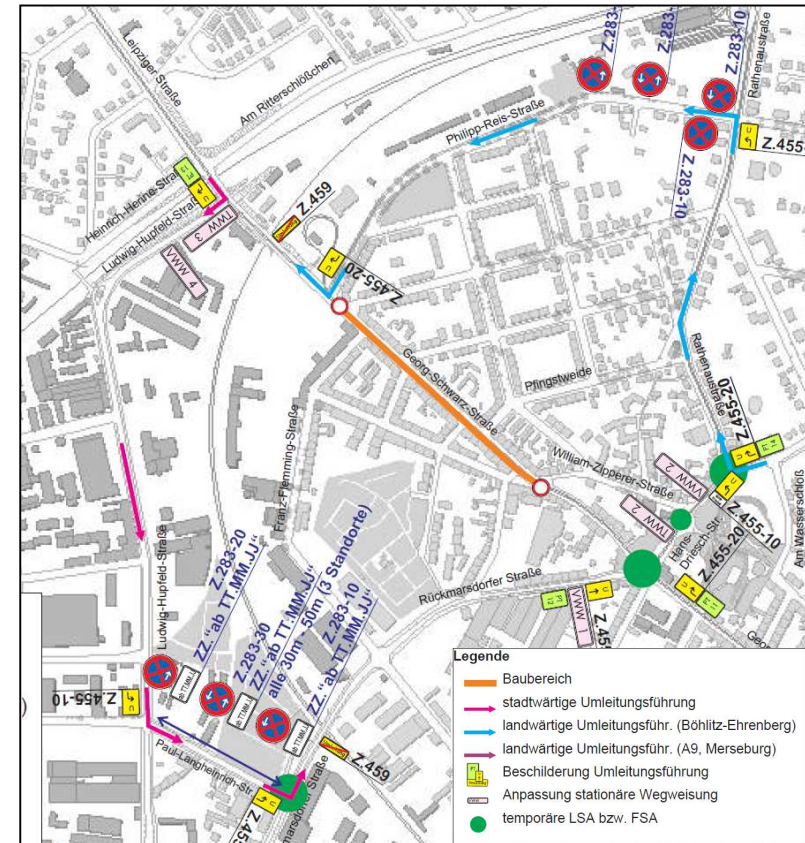 Leipziger Straße
Am Ritterschlößchen
Philipp-Reis-Straße
Z.283-
Z.283-
Z.283-10
Rathenaustraße
Z.283-10
Z.455-
Ludwig-Hupfeld-Straße
Z.459
Z.455-20
Georg-Schwarz-Straße
Pfingstweide
Rathenaustraße
Franz-Flemming-Straße
William-Zipperer-Straße
Z.455-20
Z.455-10
Z.455-20
Hans-
Driesch-Str.
Am Wasserschloß
Rückmarsdorfer Straße
Ludwig-Hupfeld-Straße
Z.283-20
ZZ."ab TT.MM.JJ"
Z.283-30
ZZ."ab TT.MM.JJ"
alle 30m - 50m (3 Standorte)
Z.283-10
ZZ."ab TT.MM.JJ"
Z.455-10
Paul-Langheinrich-Str.
Z.459
marsdorfer Straße
)
Legende
Baubereich
stadtwärtige Umleitungsführung
landwärtige Umleitungsführ. (Böhlitz-Ehrenberg)
landwärtige Umleitungsführ. (A9, Merseburg)
Beschilderung Umleitungsführung
Anpassung stationäre Wegweisung
temporäre LSA bzw. FSA